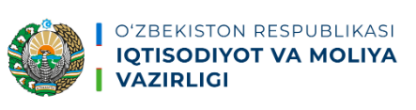 O‘ZBEKISTON RESPUBLIKASI
IQTISODIYOT VA MOLIYA
VAZIRLIGI